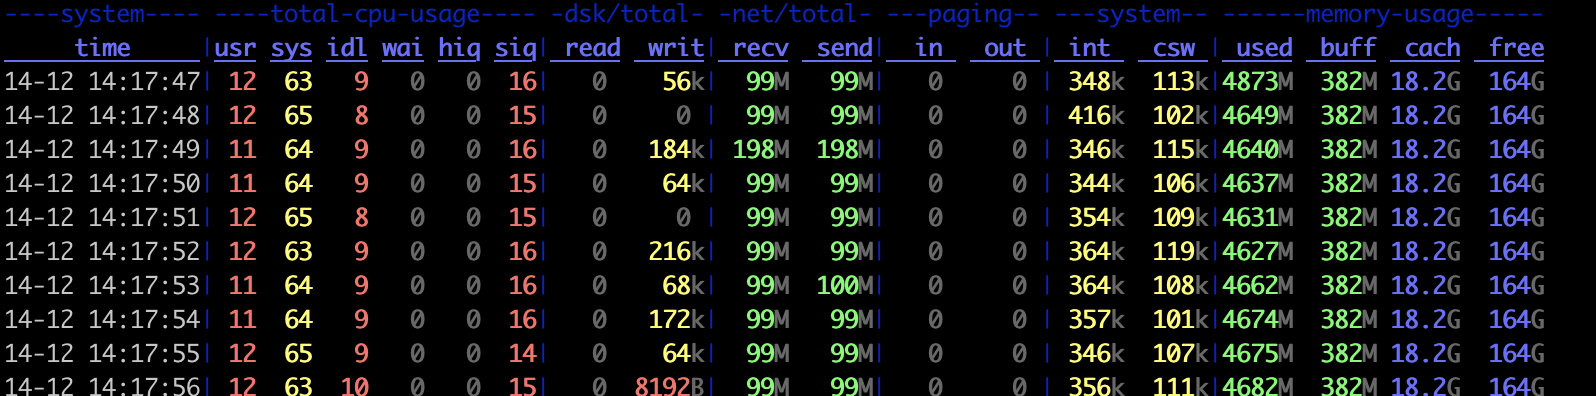 ----system---- ----total-cpu-usage---- -dsk/total- -net/total- ---paging-- ---system-- ------memory-usage-----
     time     |usr sys idl wai hiq siq| read  writ| recv  send|  in   out | int   csw | used  buff  cach  free
14-12 14:17:47| 12  63   9   0   0  16|   0    56k|  99M   99M|   0     0 | 348k  113k|4873M  382M 18.2G  164G
14-12 14:17:48| 12  65   8   0   0  15|   0     0 |  99M   99M|   0     0 | 416k  102k|4649M  382M 18.2G  164G
14-12 14:17:49| 11  64   9   0   0  16|   0   184k| 198M  198M|   0     0 | 346k  115k|4640M  382M 18.2G  164G
14-12 14:17:50| 11  64   9   0   0  15|   0    64k|  99M   99M|   0     0 | 344k  106k|4637M  382M 18.2G  164G
14-12 14:17:51| 12  65   8   0   0  15|   0     0 |  99M   99M|   0     0 | 354k  109k|4631M  382M 18.2G  164G
14-12 14:17:52| 12  63   9   0   0  16|   0   216k|  99M   99M|   0     0 | 364k  119k|4627M  382M 18.2G  164G
14-12 14:17:53| 11  64   9   0   0  16|   0    68k|  99M  100M|   0     0 | 364k  108k|4662M  382M 18.2G  164G
14-12 14:17:54| 11  64   9   0   0  16|   0   172k|  99M   99M|   0     0 | 357k  101k|4674M  382M 18.2G  164G
14-12 14:17:55| 12  65   9   0   0  14|   0    64k|  99M   99M|   0     0 | 346k  107k|4675M  382M 18.2G  164G
14-12 14:17:56| 12  63  10   0   0  15|   0  8192B|  99M   99M|   0     0 | 356k  111k|4682M  382M 18.2G  164G